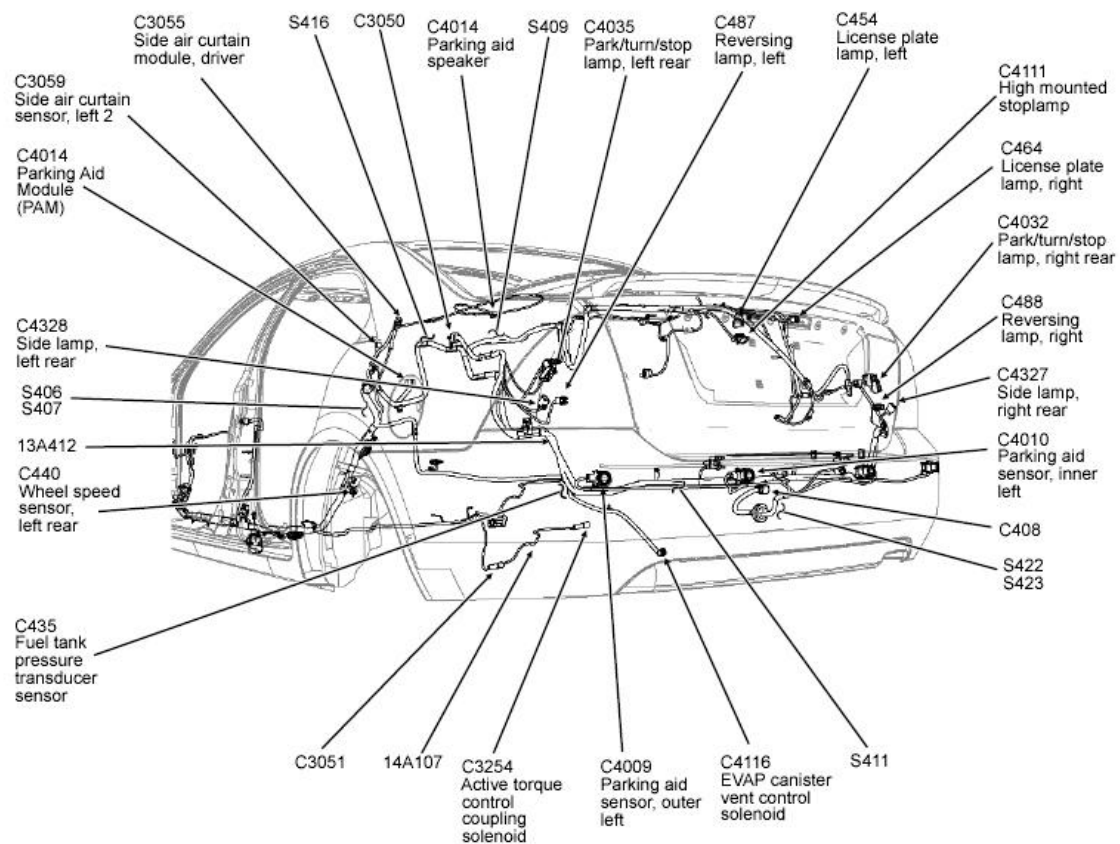 C3055
Side air curtain
module, driver
S416
C3050
C4014
Parking aid
speaker
S409
C4035
Park/turn/stop
lamp, left rear
C487
Reversing
lamp, left
C454
License plate
lamp, left
C4111
High mounted
stoplamp
C3059
Side air curtain
sensor, left 2
C464
License plate
lamp, right
C4014
Parking Aid
Module
(PAM)
C4032
Park/turn/stop
lamp, right rear
C488
Reversing
lamp, right
C4328
Side lamp,
left rear
C4327
Side lamp,
right rear
S406
S407
13A412
C4010
Parking aid
sensor, inner
left
C440
Wheel speed
sensor,
left rear
C408
S422
S423
C435
Fuel tank
pressure
transducer
sensor
C3051
14A107
C3254
Active torque
control
coupling
solenoid
C4009
Parking aid
sensor, outer
left
C4116
EVAP canister
vent control
solenoid
S411